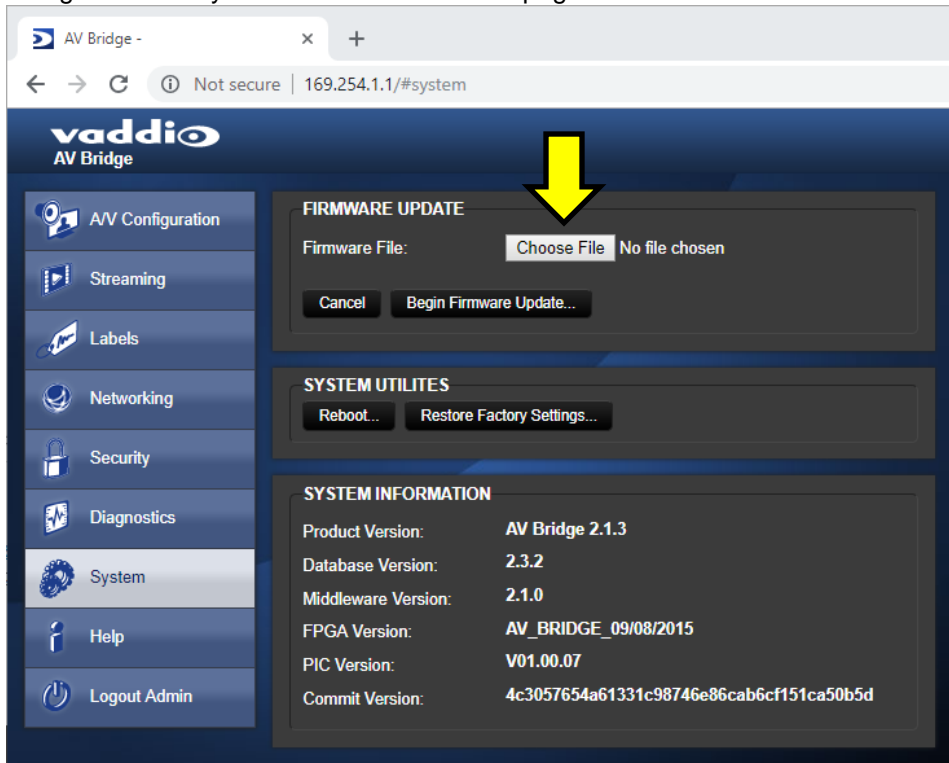 AV Bridge -
Not secure | 169.254.1.1/#system
vaddio
AV Bridge
A/V Configuration
Streaming
Labels
Networking
Security
Diagnostics
System
Help
Logout Admin
FIRMWARE UPDATE
Firmware File: Choose File No file chosen
Cancel Begin Firmware Update...
SYSTEM UTILITES
Reboot... Restore Factory Settings...
SYSTEM INFORMATION
Product Version: AV Bridge 2.1.3
Database Version: 2.3.2
Middleware Version: 2.1.0
FPGA Version: AV_BRIDGE_09/08/2015
PIC Version: V01.00.07
Commit Version: 4c3057654a61331c98746e86cab6cf151ca50b5d